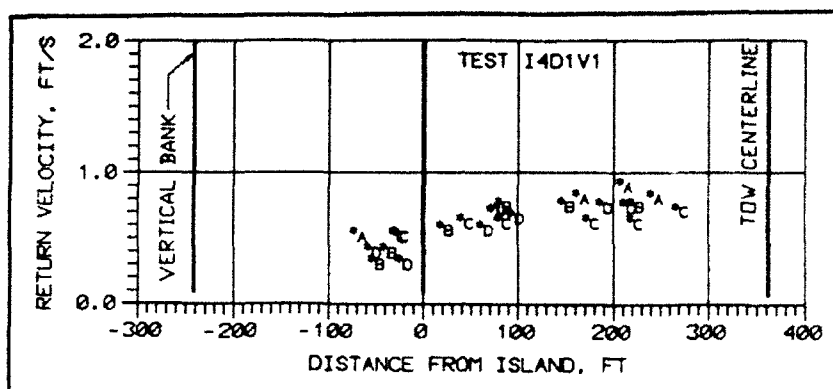 2.0
1.0
0.0
RETURN VELOCITY, FT/S
VERTICAL BANK
TEST I4D1V1
TOW CENTERLINE
A
C
D
B
B
D
B
C
D
B
C
D
B
A
C
D
A
D
B
C
A
C
-300
-200
-100
0
100
200
300
400
DISTANCE FROM ISLAND, FT